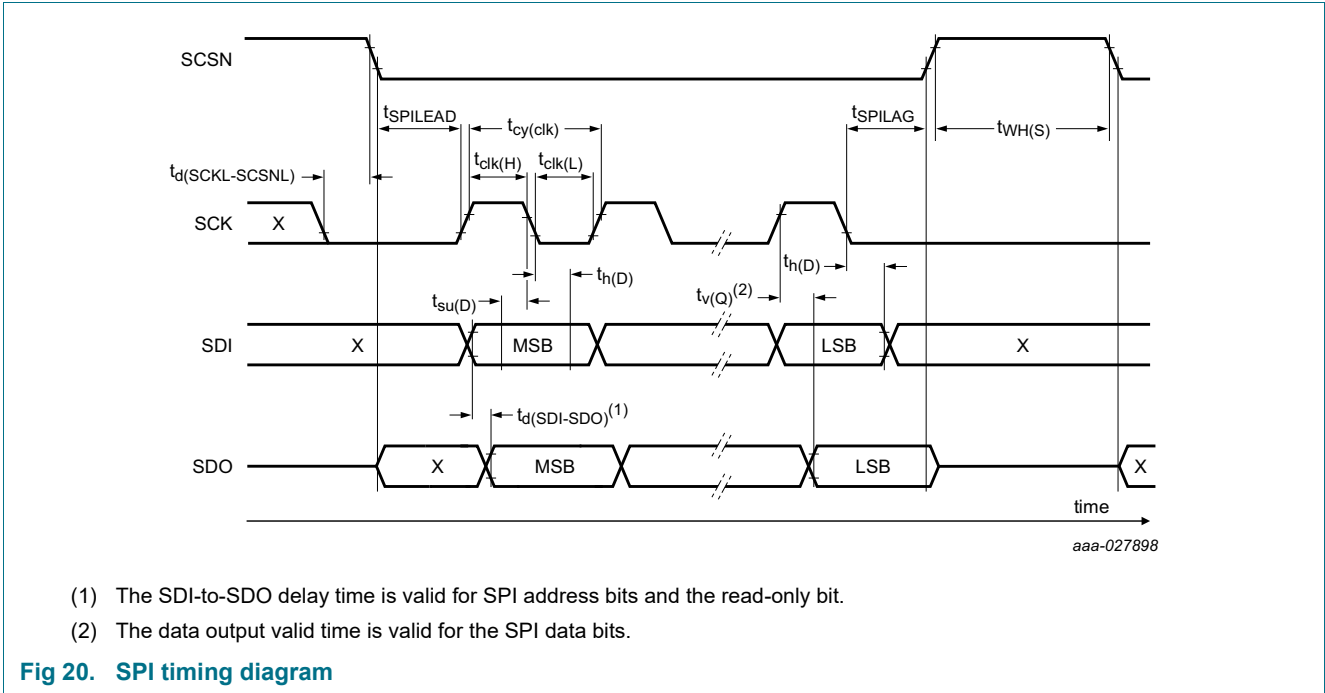 SCSN
tSPILEAD
tcy(clk)
tSPILAG
tWH(S)
tclk(H)
tclk(L)
td(SCKL-SCSNL)
SCK
X
th(D)
th(D)
tsu(D)
tv(Q)(2)
SDI
X
MSB
LSB
X
td(SDI-SDO)(1)
SDO
X
MSB
LSB
X
time
aaa-027898
(1) The SDI-to-SDO delay time is valid for SPI address bits and the read-only bit.
(2) The data output valid time is valid for the SPI data bits.
Fig 20. SPI timing diagram